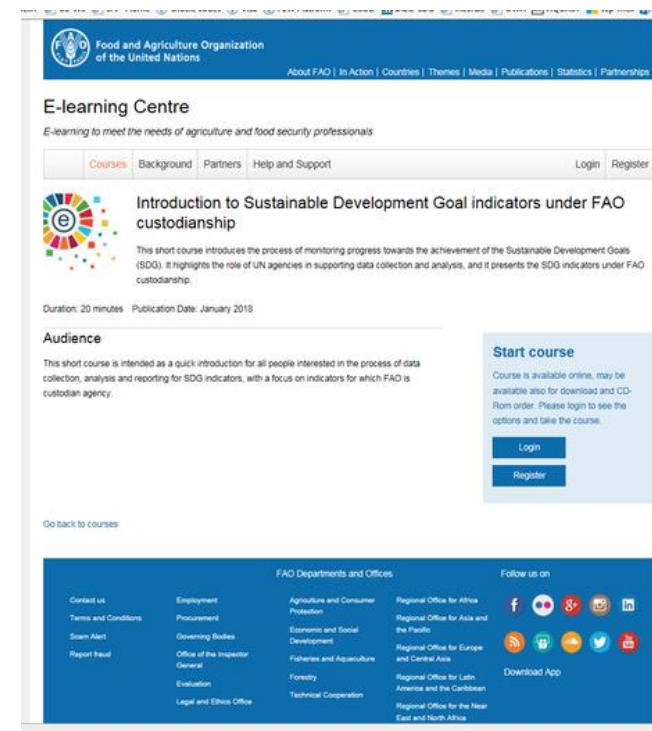 Food and Agriculture Organization
of the United Nations
About FAO | In Action | Countries | Themes | Media | Publications | Statistics | Partnerships
E-learning Centre
E-learning to meet the needs of agriculture and food security professionals
Courses Background Partners Help and Support Login Register
e
Introduction to Sustainable Development Goal indicators under FAO
custodianship
This short course introduces the process of monitoring progress towards the achievement of the Sustainable Development Goals
(SDG). It highlights the role of UN agencies in supporting data collection and analysis, and it presents the SDG indicators under FAO
custodianship.
Duration: 20 minutes Publication Date: January 2018
Audience
This short course is intended as a quick introduction for all people interested in the process of data
collection, analysis and reporting for SDG indicators, with a focus on indicators for which FAO is
custodian agency.
Start course
Course is available online, may be
available also for download and CD-
Rom order. Please login to see the
options and take the course.
Login
Register
Go back to courses
Contact us
Terms and Conditions
Scam Alert
Report fraud
Employment
Procurement
Governing Bodies
Office of the Inspector
General
Evaluation
Legal and Ethics Office
FAO Departments and Offices
Agriculture and Consumer
Protection
Economic and Social
Development
Fisheries and Aquaculture
Forestry
Technical Cooperation
Regional Office for Africa
Regional Office for Asia and
the Pacific
Regional Office for Europe
and Central Asia
Regional Office for Latin
America and the Caribbean
Regional Office for the Near
East and North Africa
Follow us on
Download App